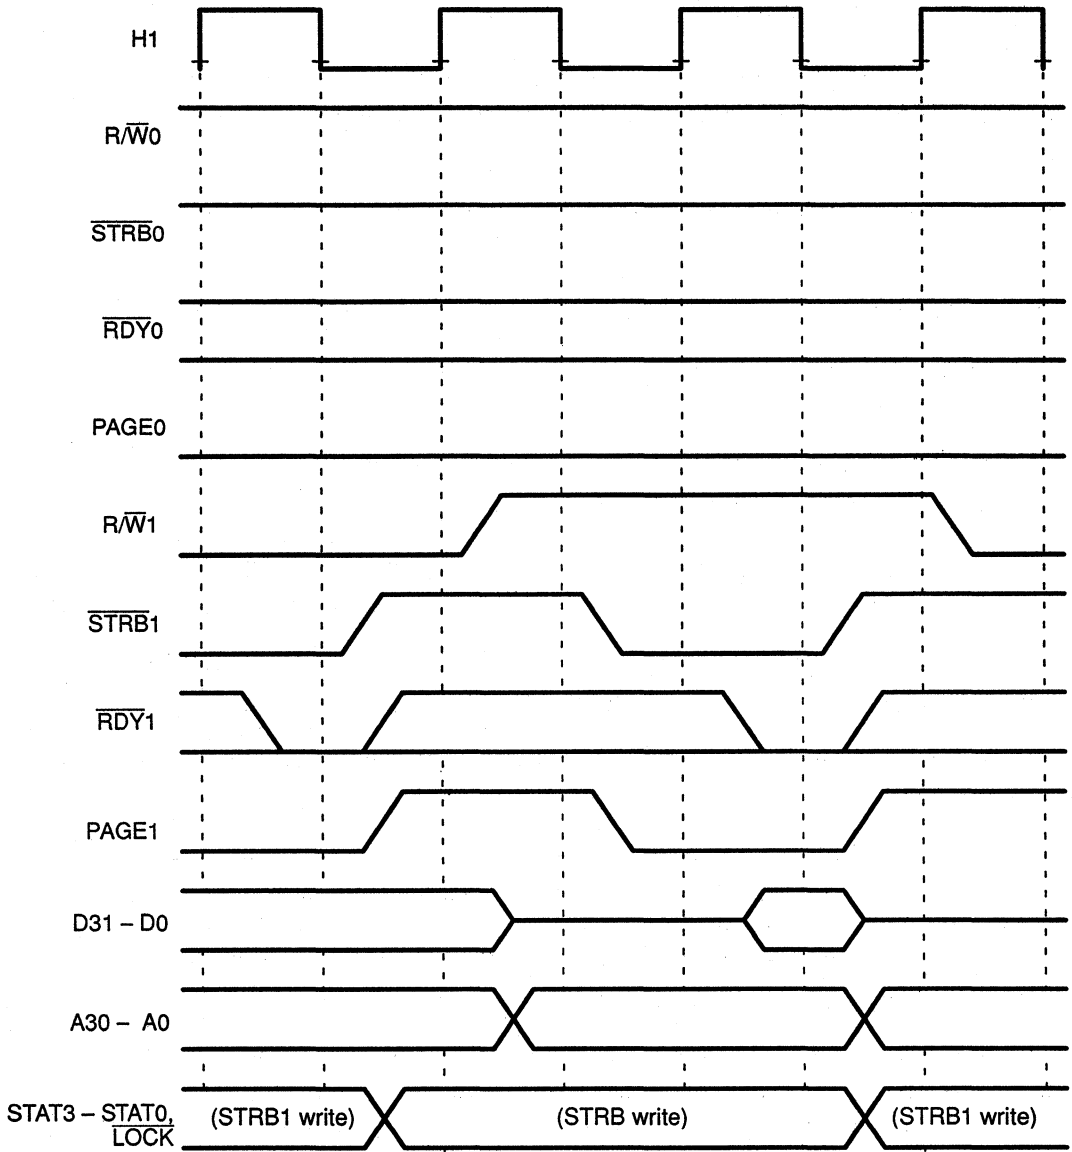 H1
R/W̅0
S̅T̅R̅B̅0
R̅D̅Y̅0
PAGE0
R/W̅1
S̅T̅R̅B̅1
R̅D̅Y̅1
PAGE1
D31 – D0
A30 – A0
STAT3 – STAT0,
L̅O̅C̅K̅
(STRB1 write) (STRB write) (STRB1 write)